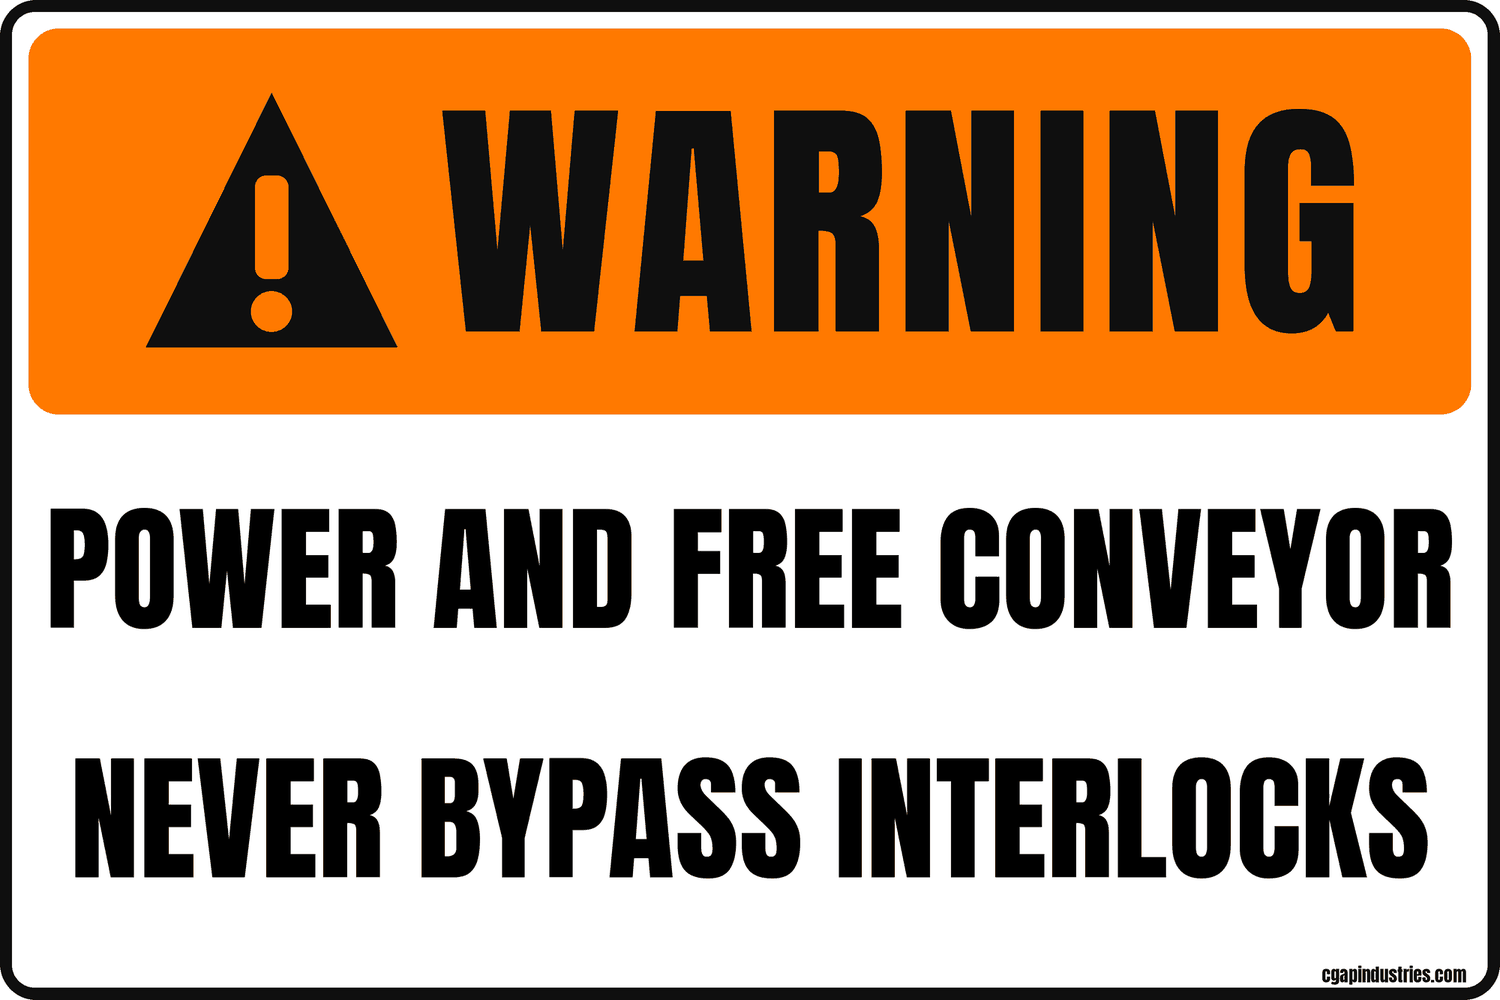 WARNING
POWER AND FREE CONVEYOR
NEVER BYPASS INTERLOCKS
cgapindustries.com